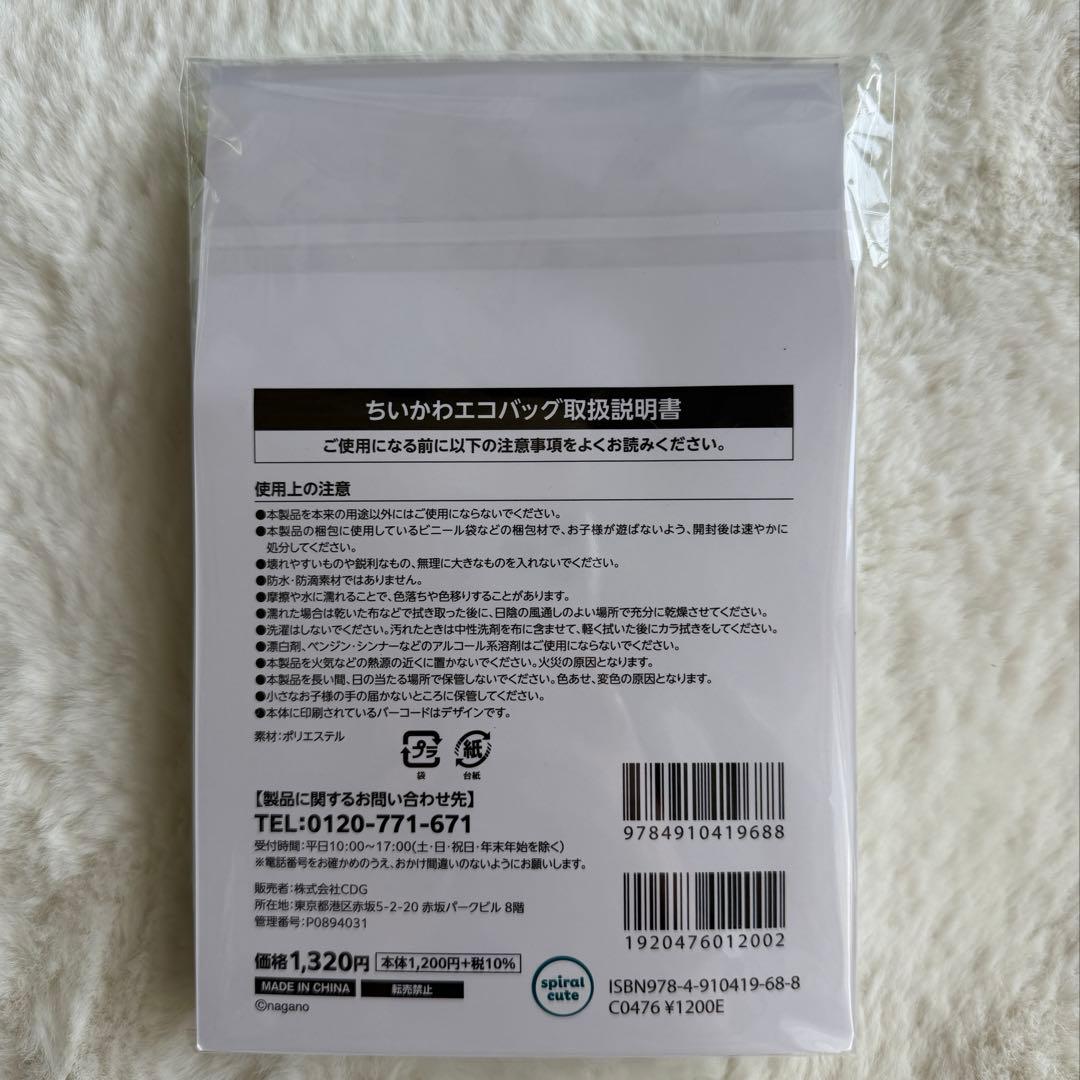 ちいかわエコバッグ取扱説明書
ご使用になる前に以下の注意事項をよくお読みください。
使用上の注意
●本製品を本来の用途以外にはご使用にならないでください。
●本製品の梱包に使用しているビニール袋などの梱包材で、お子様が遊ばないよう、開封後は速やかに
処分してください。
●壊れやすいものや鋭利なもの、無理に大きなものを入れないでください。
●防水・防滴素材ではありません。
●摩擦や水に濡れることで、色落ちや色移りすることがあります。
●濡れた場合は乾いた布などで拭き取った後に、日陰の風通しのよい場所で充分に乾燥させてください。
●洗濯はしないでください。汚れたときは中性洗剤を布に含ませて、軽く拭いた後にカラ拭きをしてください。
●漂白剤、ベンジン・シンナーなどのアルコール系溶剤はご使用にならないでください。
●本製品を火気などの熱源の近くに置かないでください。火災の原因となります。
●本製品を長い間、日の当たる場所で保管しないでください。色あせ、変色の原因となります。
●小さなお子様の手の届かないところに保管してください。
●本体に印刷されているバーコードはデザインです。
素材:ポリエステル
プラ 紙
袋 台紙
【製品に関するお問い合わせ先】
TEL:0120-771-671
受付時間:平日10:00〜17:00(土・日・祝日・年末年始を除く)
※電話番号をお確かめのうえ、おかけ間違いのないようにお願いします。
販売者:株式会社CDG
所在地:東京都港区赤坂5-2-20 赤坂パークビル 8階
管理番号:P0894031
価格1,320円 本体1,200円+税10%
MADE IN CHINA 転売禁止
©nagano
spiral
cute
9784910419688
1920476012002
ISBN978-4-910419-68-8
C0476 ¥1200E